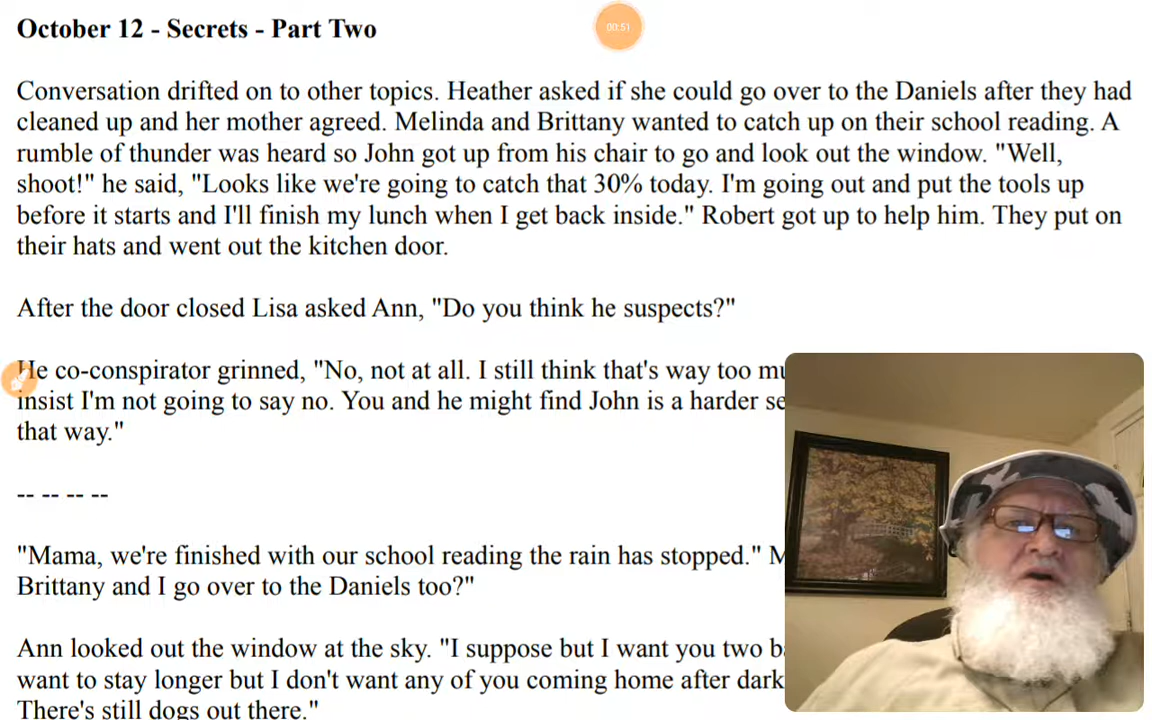 October 12 - Secrets - Part Two
00:51
Conversation drifted on to other topics. Heather asked if she could go over to the Daniels after they had
cleaned up and her mother agreed. Melinda and Brittany wanted to catch up on their school reading. A
rumble of thunder was heard so John got up from his chair to go and look out the window. "Well,
shoot!" he said, "Looks like we're going to catch that 30% today. I'm going out and put the tools up
before it starts and I'll finish my lunch when I get back inside." Robert got up to help him. They put on
their hats and went out the kitchen door.
After the door closed Lisa asked Ann, "Do you think he suspects?"
He co-conspirator grinned, "No, not at all. I still think that's way too
insist I'm not going to say no. You and he might find John is a harder
that way."
-- -- -- --
"Mama, we're finished with our school reading the rain has stopped."
Brittany and I go over to the Daniels too?"
Ann looked out the window at the sky. "I suppose but I want you two
want to stay longer but I don't want any of you coming home after dark
There's still dogs out there."